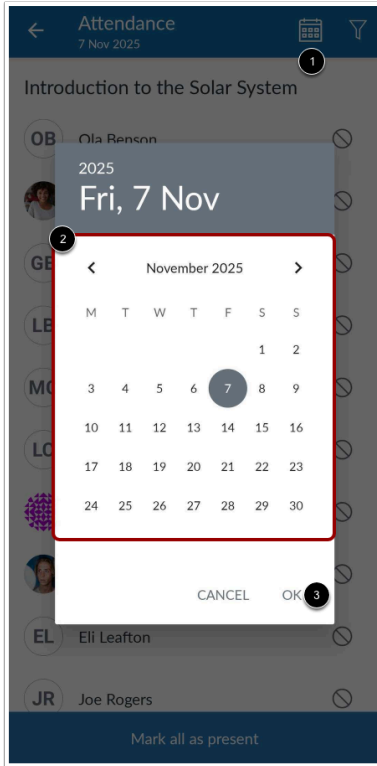 Attendance
7 Nov 2025
1
Introduction to the Solar System
OB Ola Benson
2025
Fri, 7 Nov
2
GB
November 2025
M T W T F S S
1 2
LB
3 4 5 6 7 8 9
10 11 12 13 14 15 16
LO
17 18 19 20 21 22 23
24 25 26 27 28 29 30
CANCEL OK 3
EL Eli Leafton
JR Joe Rogers
Mark all as present